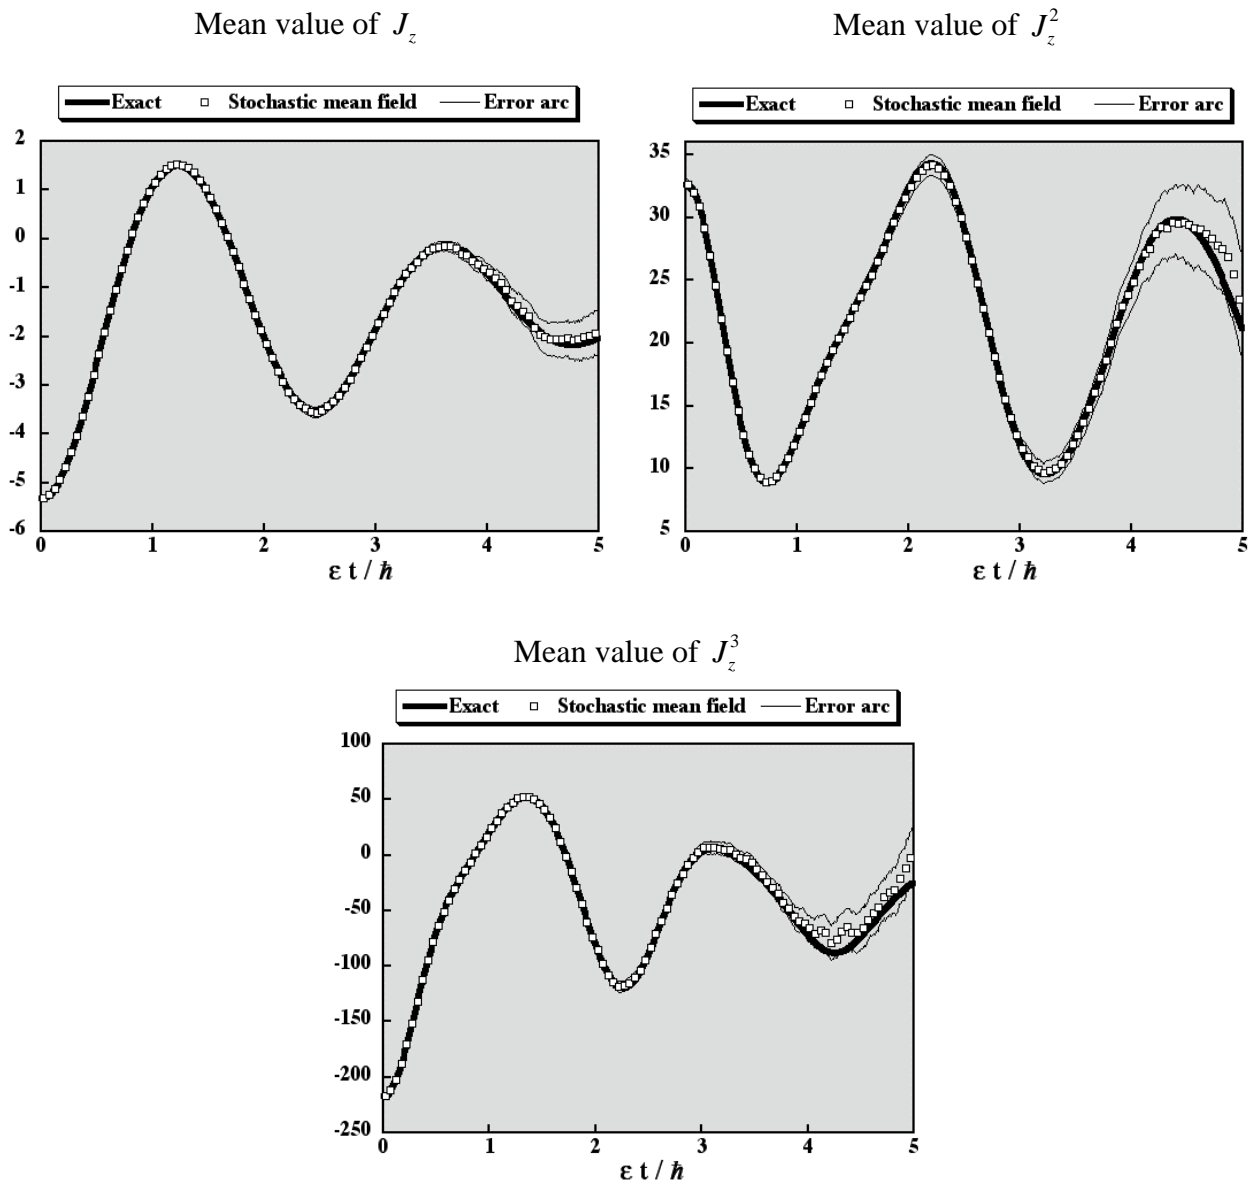 Mean value of J_z
Exact Stochastic mean field Error arc
2
1
0
-1
-2
-3
-4
-5
-6
0 1 2 3 4 5
ε t / ħ
Mean value of J_z^2
Exact Stochastic mean field Error arc
35
30
25
20
15
10
5
0 1 2 3 4 5
ε t / ħ
Mean value of J_z^3
Exact Stochastic mean field Error arc
100
50
0
-50
-100
-150
-200
-250
0 1 2 3 4 5
ε t / ħ